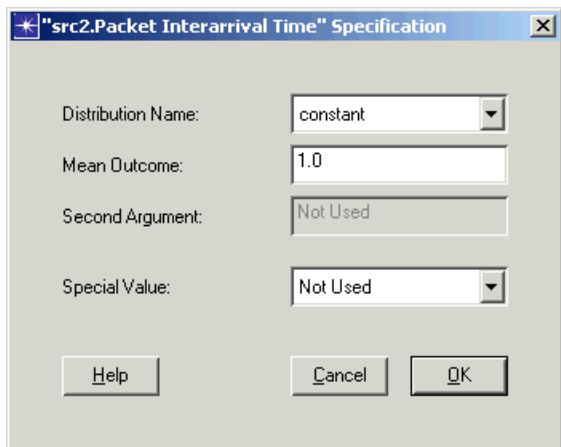 "src2.Packet Interarrival Time" Specification
Distribution Name: constant
Mean Outcome: 1.0
Second Argument: Not Used
Special Value: Not Used
Help Cancel OK